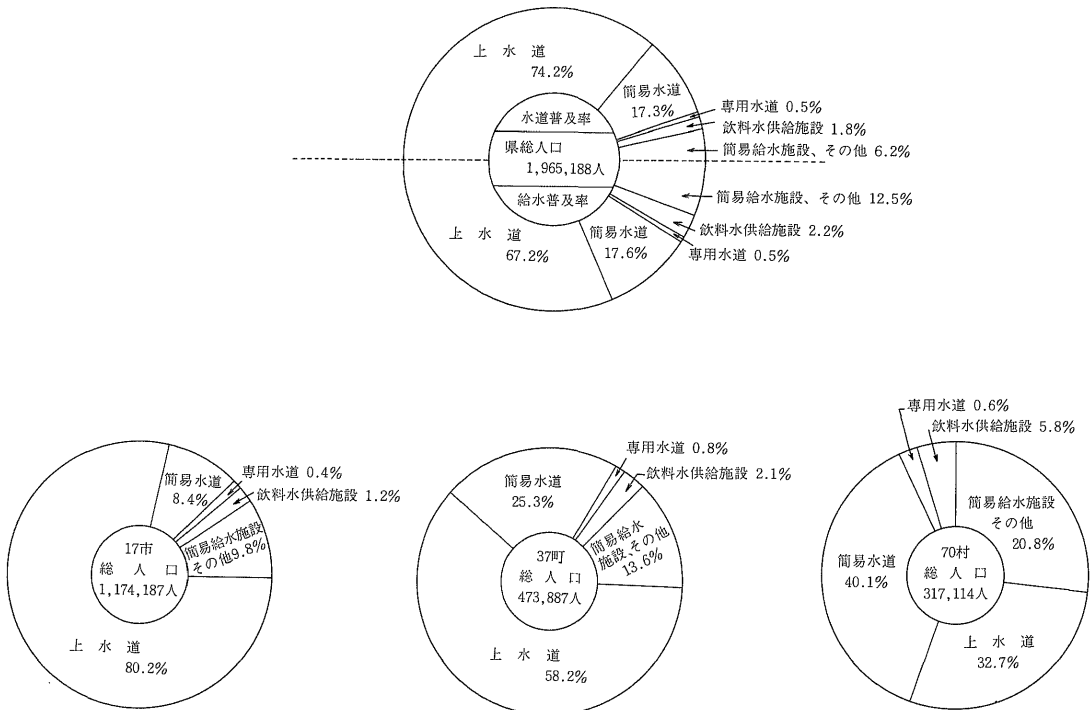 上水道
74.2%
簡易水道
17.3%
専用水道 0.5%
飲料水供給施設 1.8%
簡易給水施設、その他 6.2%
水道普及率
県総人口
1,965,188人
給水普及率
簡易給水施設、その他 12.5%
飲料水供給施設 2.2%
専用水道 0.5%
簡易水道
17.6%
上水道
67.2%
簡易水道
8.4%
専用水道 0.4%
飲料水供給施設 1.2%
簡易給水施設
その他9.8%
17市
総人口
1,174,187人
上水道
80.2%
簡易水道
25.3%
専用水道 0.8%
飲料水供給施設 2.1%
簡易給水
施設、その他
13.6%
37町
総人口
473,887人
上水道
58.2%
専用水道 0.6%
飲料水供給施設 5.8%
簡易給水施設
その他
20.8%
簡易水道
40.1%
70村
総人口
317,114人
上水道
32.7%